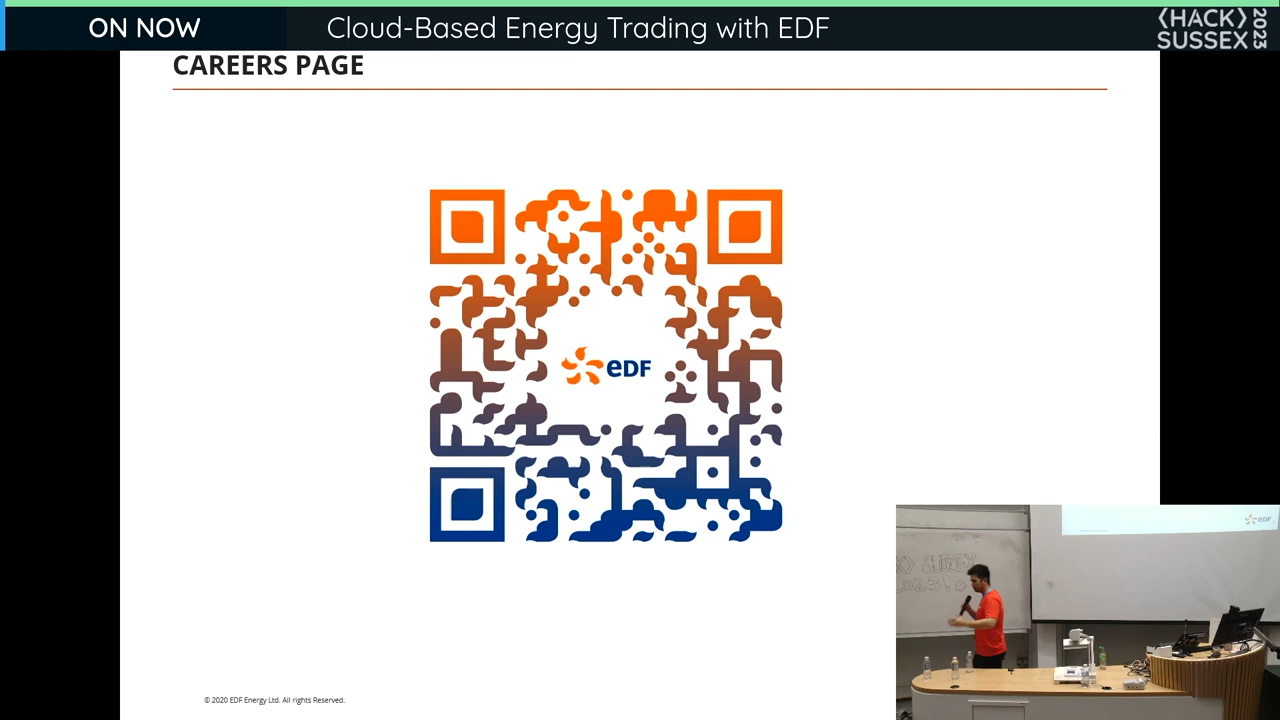 ON NOW
Cloud-Based Energy Trading with EDF
⟨HACK⟩
SUSSEX
2023
CAREERS PAGE
eDF
eDF
© 2020 EDF Energy Ltd. All rights Reserved.